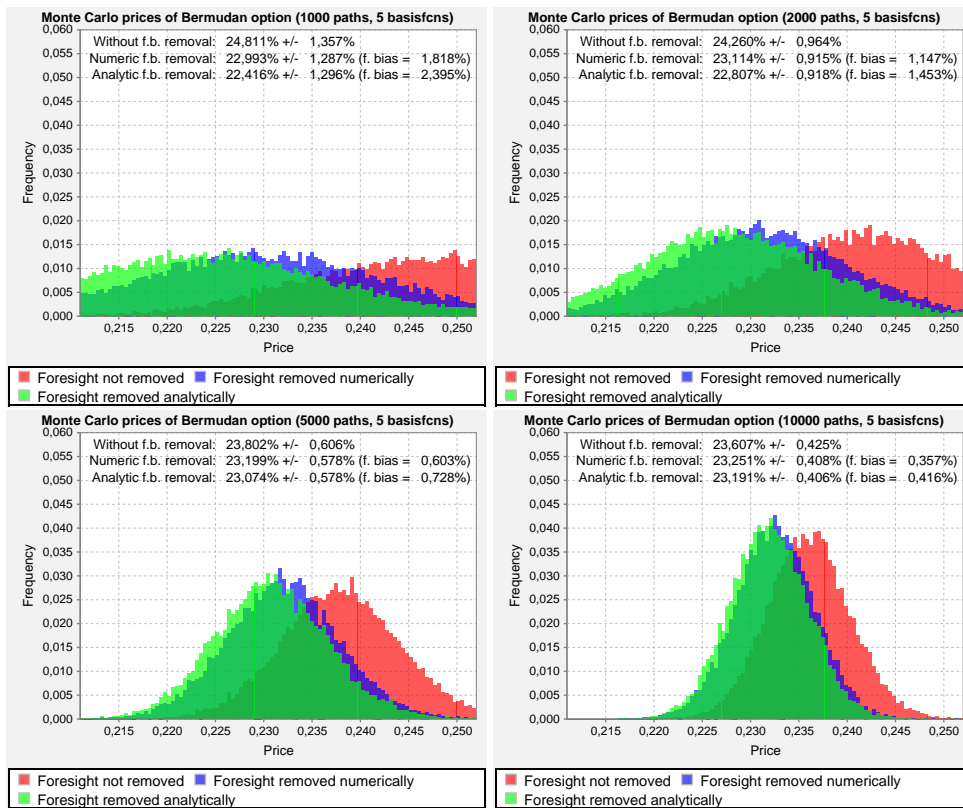 Monte Carlo prices of Bermudan option (1000 paths, 5 basisfcns)
Without f.b. removal: 24,811% +/- 1,357%
Numeric f.b. removal: 22,993% +/- 1,287% (f. bias = 1,818%)
Analytic f.b. removal: 22,416% +/- 1,296% (f. bias = 2,395%)
0,060
0,055
0,050
0,045
0,040
0,035
0,030
0,025
0,020
0,015
0,010
0,005
0,000
Frequency
0,215 0,220 0,225 0,230 0,235 0,240 0,245 0,250
Price
Foresight not removed Foresight removed numerically
Foresight removed analytically
Monte Carlo prices of Bermudan option (2000 paths, 5 basisfcns)
Without f.b. removal: 24,260% +/- 0,964%
Numeric f.b. removal: 23,114% +/- 0,915% (f. bias = 1,147%)
Analytic f.b. removal: 22,807% +/- 0,918% (f. bias = 1,453%)
0,060
0,055
0,050
0,045
0,040
0,035
0,030
0,025
0,020
0,015
0,010
0,005
0,000
Frequency
0,215 0,220 0,225 0,230 0,235 0,240 0,245 0,250
Price
Foresight not removed Foresight removed numerically
Foresight removed analytically
Monte Carlo prices of Bermudan option (5000 paths, 5 basisfcns)
Without f.b. removal: 23,802% +/- 0,606%
Numeric f.b. removal: 23,199% +/- 0,578% (f. bias = 0,603%)
Analytic f.b. removal: 23,074% +/- 0,578% (f. bias = 0,728%)
0,060
0,055
0,050
0,045
0,040
0,035
0,030
0,025
0,020
0,015
0,010
0,005
0,000
Frequency
0,215 0,220 0,225 0,230 0,235 0,240 0,245 0,250
Price
Foresight not removed Foresight removed numerically
Foresight removed analytically
Monte Carlo prices of Bermudan option (10000 paths, 5 basisfcns)
Without f.b. removal: 23,607% +/- 0,425%
Numeric f.b. removal: 23,251% +/- 0,408% (f. bias = 0,357%)
Analytic f.b. removal: 23,191% +/- 0,406% (f. bias = 0,416%)
0,060
0,055
0,050
0,045
0,040
0,035
0,030
0,025
0,020
0,015
0,010
0,005
0,000
Frequency
0,215 0,220 0,225 0,230 0,235 0,240 0,245 0,250
Price
Foresight not removed Foresight removed numerically
Foresight removed analytically